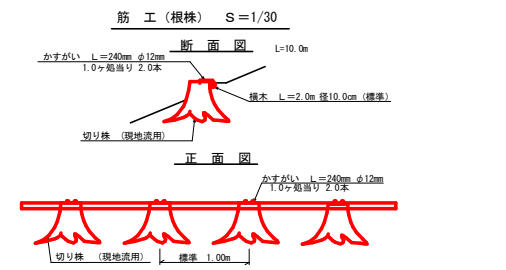 筋 工（根株） S＝1/30
断 面 図
L=10.0m
かすがい L＝240mm φ12mm
1.0ヶ処当り 2.0本
横木 L＝2.0m 径10.0cm（標準）
切り株 （現地流用）
正 面 図
かすがい L＝240mm φ12mm
1.0ヶ処当り 2.0本
切り株 （現地流用）
標準 1.00m